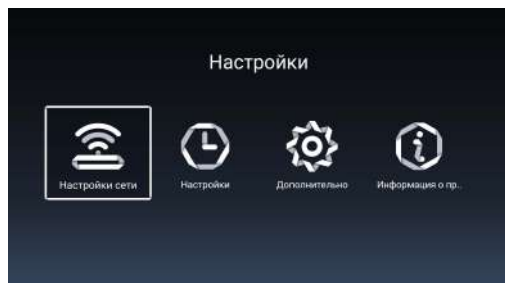 Настройки
Настройки сети
Настройки
Дополнительно
Информация о пр..